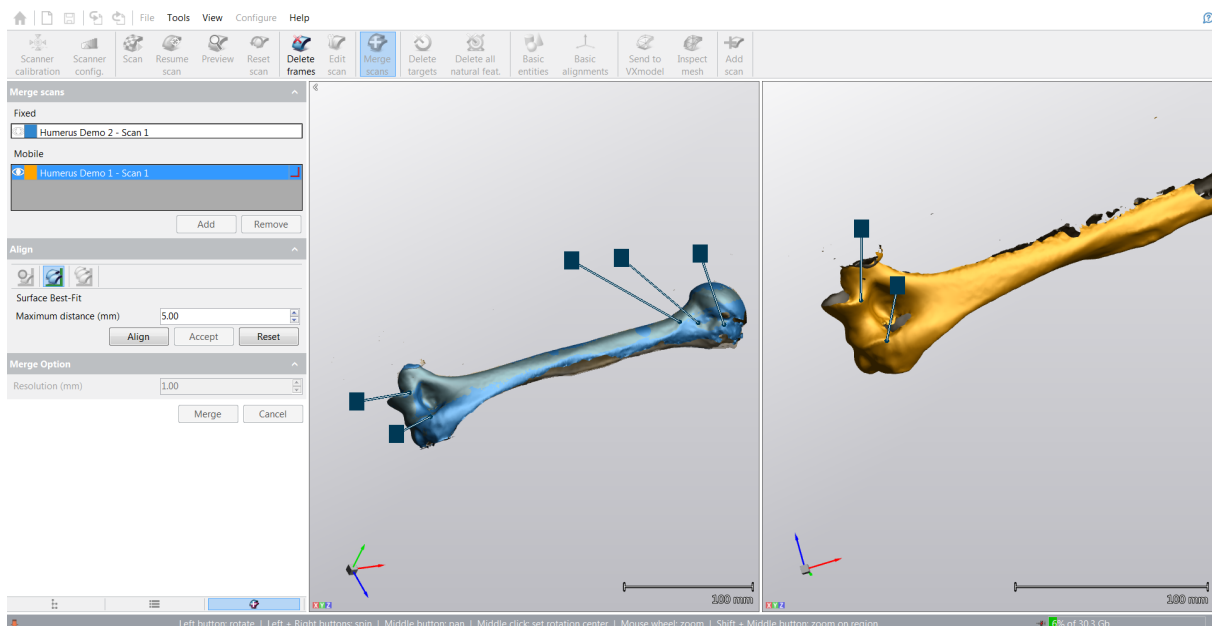 File Tools View Configure Help
Scanner calibration
Scanner config.
Scan
Resume scan
Preview
Reset scan
Delete frames
Edit scan
Merge scans
Delete targets
Delete all natural feat.
Basic entities
Basic alignments
Send to VXmodel
Inspect mesh
Add scan
Merge scans
Fixed
Humerus Demo 2 - Scan 1
Mobile
Humerus Demo 1 - Scan 1
Add Remove
Align
Surface Best-Fit
Maximum distance (mm) 5.00
Align Accept Reset
Merge Option
Resolution (mm) 1.00
Merge Cancel
100 mm
100 mm
X Y Z
X Y Z
Left button: rotate | Left + Right buttons: spin | Middle button: pan | Middle click: set rotation center | Mouse wheel: zoom | Shift + Middle button: zoom on region
6% of 30.3 Gb